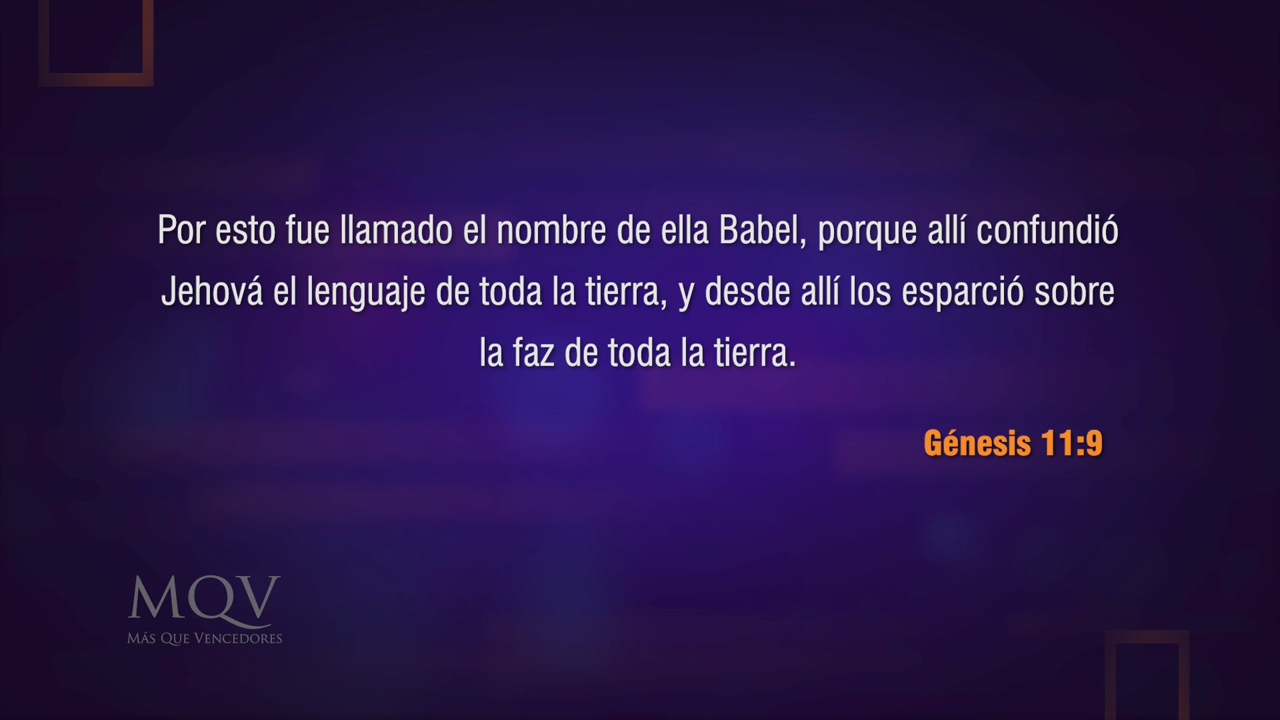 Por esto fue llamado el nombre de ella Babel, porque allí confundió
Jehová el lenguaje de toda la tierra, y desde allí los esparció sobre
la faz de toda la tierra.
Génesis 11:9
MQV
MÁS QUE VENCEDORES